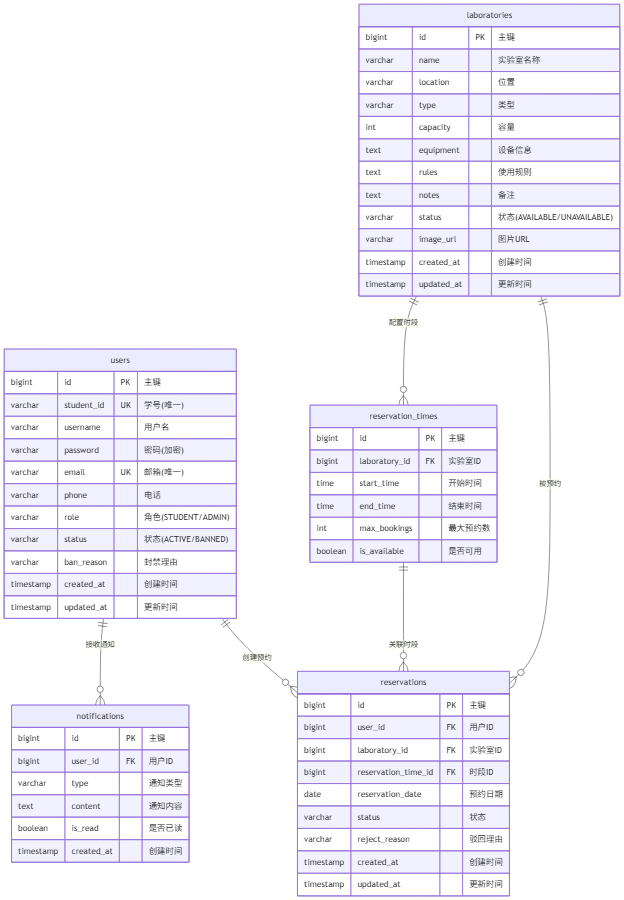 laboratories
bigint id PK 主键
varchar name 实验室名称
varchar location 位置
varchar type 类型
int capacity 容量
text equipment 设备信息
text rules 使用规则
text notes 备注
varchar status 状态(AVAILABLE/UNAVAILABLE)
varchar image_url 图片URL
timestamp created_at 创建时间
timestamp updated_at 更新时间
配置时段
被预约
users
bigint id PK 主键
varchar student_id UK 学号(唯一)
varchar username 用户名
varchar password 密码(加密)
varchar email UK 邮箱(唯一)
varchar phone 电话
varchar role 角色(STUDENT/ADMIN)
varchar status 状态(ACTIVE/BANNED)
varchar ban_reason 封禁理由
timestamp created_at 创建时间
timestamp updated_at 更新时间
reservation_times
bigint id PK 主键
bigint laboratory_id FK 实验室ID
time start_time 开始时间
time end_time 结束时间
int max_bookings 最大预约数
boolean is_available 是否可用
接收通知
创建预约
关联时段
notifications
bigint id PK 主键
bigint user_id FK 用户ID
varchar type 通知类型
text content 通知内容
boolean is_read 是否已读
timestamp created_at 创建时间
reservations
bigint id PK 主键
bigint user_id FK 用户ID
bigint laboratory_id FK 实验室ID
bigint reservation_time_id FK 时段ID
date reservation_date 预约日期
varchar status 状态
varchar reject_reason 驳回理由
timestamp created_at 创建时间
timestamp updated_at 更新时间